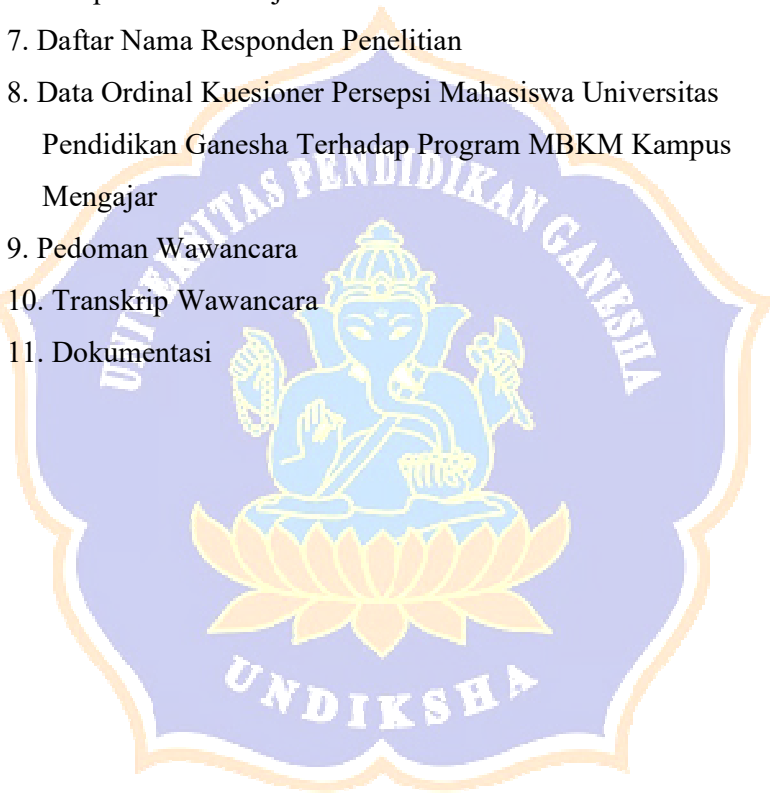 7. Daftar Nama Responden Penelitian
8. Data Ordinal Kuesioner Persepsi Mahasiswa Universitas
Pendidikan Ganesha Terhadap Program MBKM Kampus
Mengajar
9. Pedoman Wawancara
10. Transkrip Wawancara
11. Dokumentasi
UNIVERSITAS PENDIDIKAN GANESHA
UNDIKSHA